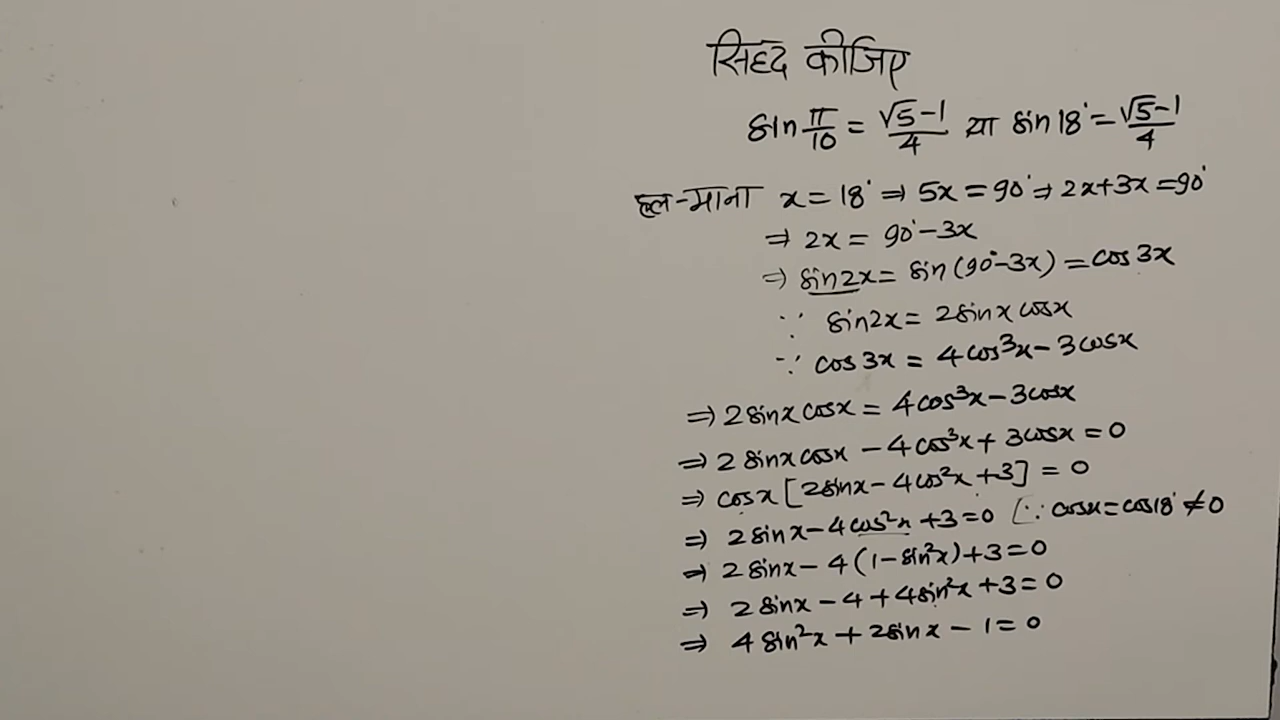 सिद्ध कीजिए
sin π/10 = (√5-1)/4 या sin 18° = (√5-1)/4
हल-माना x = 18° ⇒ 5x = 90° ⇒ 2x+3x = 90°
⇒ 2x = 90°-3x
⇒ sin2x = sin(90°-3x) = cos3x
∵ sin2x = 2sinx cosx
∵ cos3x = 4cos³x - 3cosx
⇒ 2sinx cosx = 4cos³x - 3cosx
⇒ 2sinx cosx - 4cos³x + 3cosx = 0
⇒ cosx [2sinx - 4cos²x + 3] = 0
⇒ 2sinx - 4cos²x + 3 = 0 [∵ cosx = cos18° ≠ 0
⇒ 2sinx - 4(1-sin²x) + 3 = 0
⇒ 2sinx - 4 + 4sin²x + 3 = 0
⇒ 4sin²x + 2sinx - 1 = 0